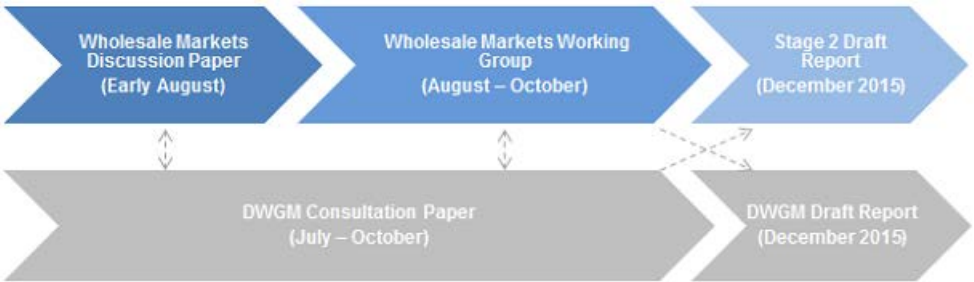 Wholesale Markets
Discussion Paper
(Early August)
Wholesale Markets Working
Group
(August – October)
Stage 2 Draft
Report
(December 2015)
DWGM Consultation Paper
(July – October)
DWGM Draft Report
(December 2015)